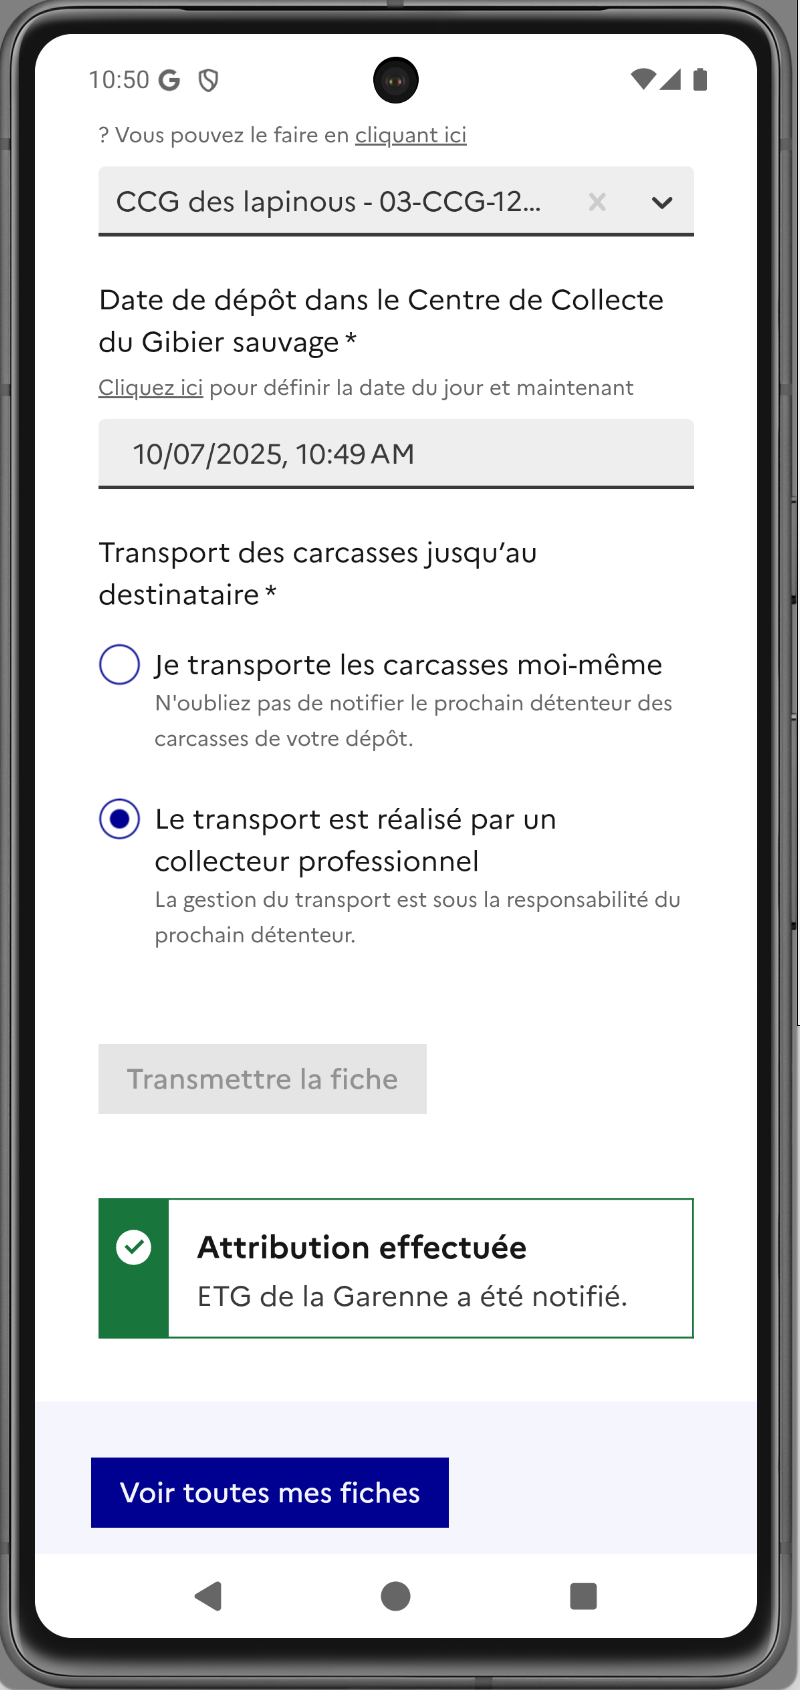 10:50
? Vous pouvez le faire en cliquant ici
CCG des lapinous - 03-CCG-12...
Date de dépôt dans le Centre de Collecte
du Gibier sauvage *
Cliquez ici pour définir la date du jour et maintenant
10/07/2025, 10:49 AM
Transport des carcasses jusqu’au
destinataire *
Je transporte les carcasses moi-même
N'oubliez pas de notifier le prochain détenteur des
carcasses de votre dépôt.
Le transport est réalisé par un
collecteur professionnel
La gestion du transport est sous la responsabilité du
prochain détenteur.
Transmettre la fiche
Attribution effectuée
ETG de la Garenne a été notifié.
Voir toutes mes fiches